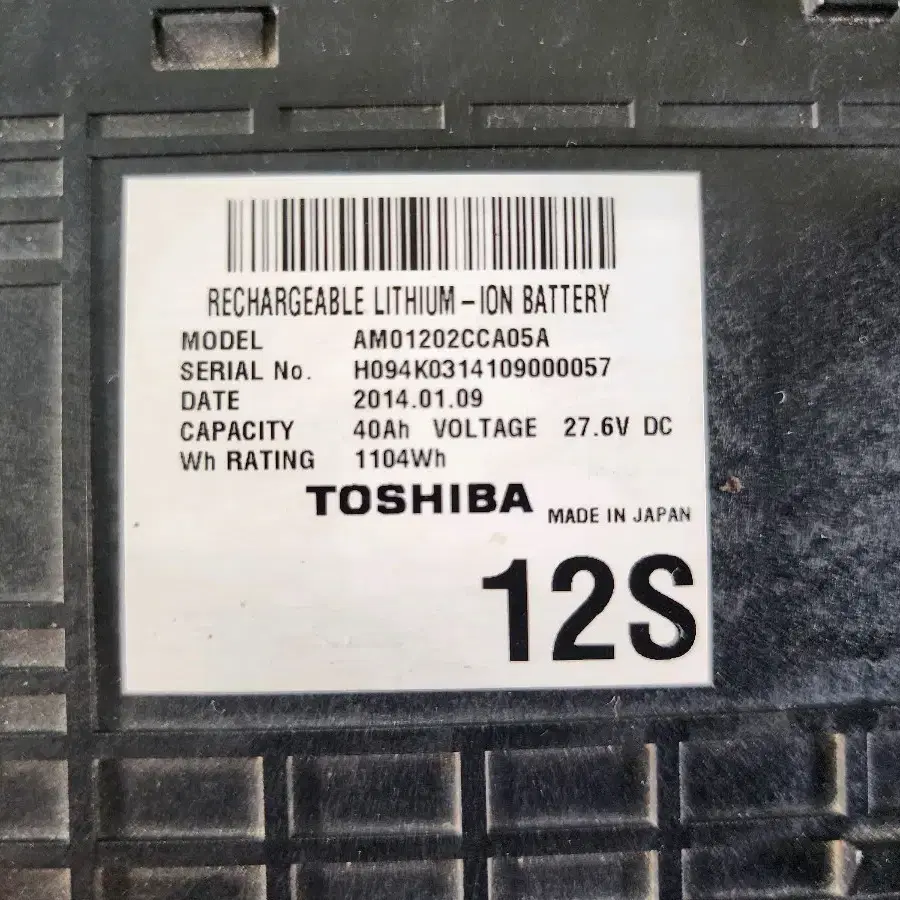 RECHARGEABLE LITHIUM-ION BATTERY
MODEL AM01202CCA05A
SERIAL No. H094K0314109000057
DATE 2014.01.09
CAPACITY 40Ah VOLTAGE 27.6V DC
Wh RATING 1104Wh
TOSHIBA
MADE IN JAPAN
12S